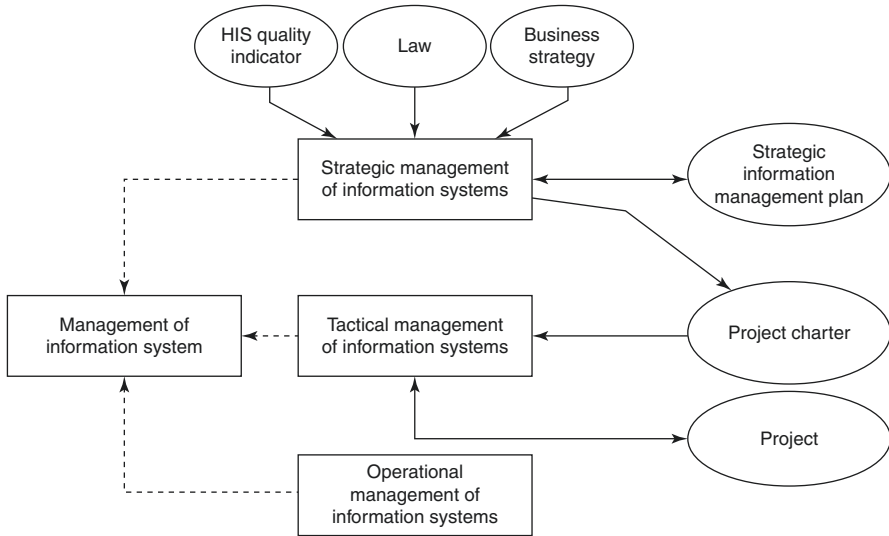 HIS quality
indicator
Law
Business
strategy
Strategic management
of information systems
Strategic
information
management plan
Management of
information system
Tactical management
of information systems
Project charter
Project
Operational
management of
information systems